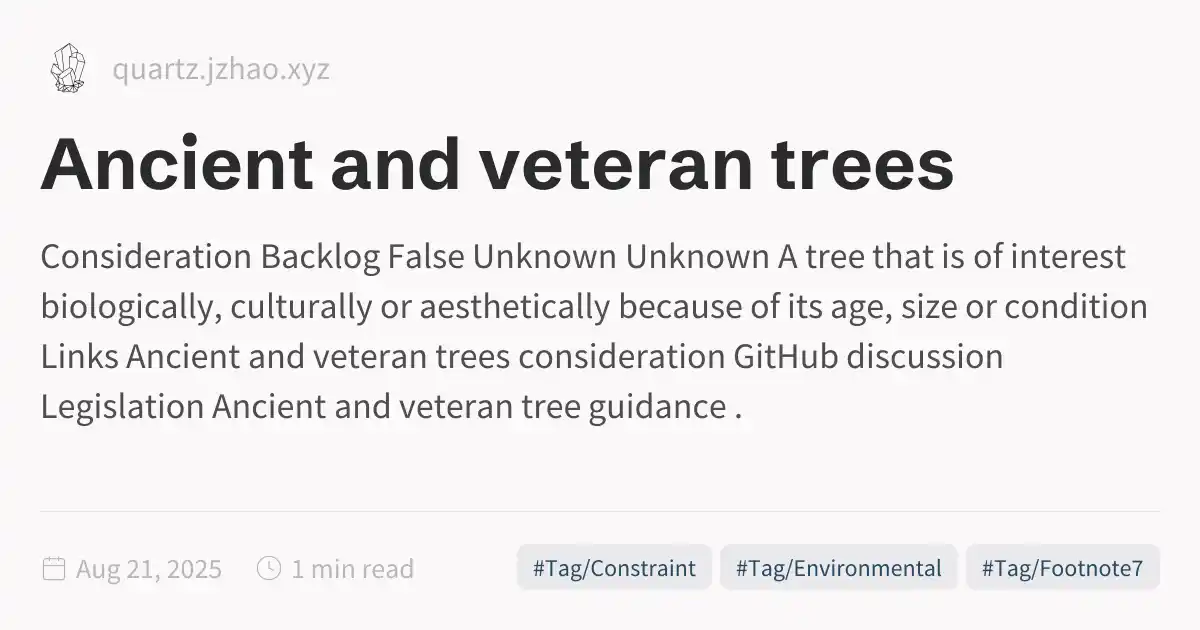 quartz.jzhao.xyz
Ancient and veteran trees
Consideration Backlog False Unknown Unknown A tree that is of interest
biologically, culturally or aesthetically because of its age, size or condition
Links Ancient and veteran trees consideration GitHub discussion
Legislation Ancient and veteran tree guidance .
Aug 21, 2025 1 min read #Tag/Constraint #Tag/Environmental #Tag/Footnote7